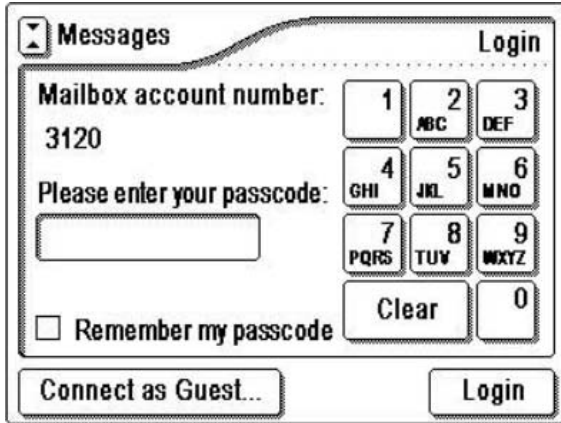 Messages
Login
Mailbox account number:
3120
Please enter your passcode:
Remember my passcode
1
2
ABC
3
DEF
4
GHI
5
JKL
6
MNO
7
PQRS
8
TUV
9
WXYZ
Clear
0
Connect as Guest...
Login